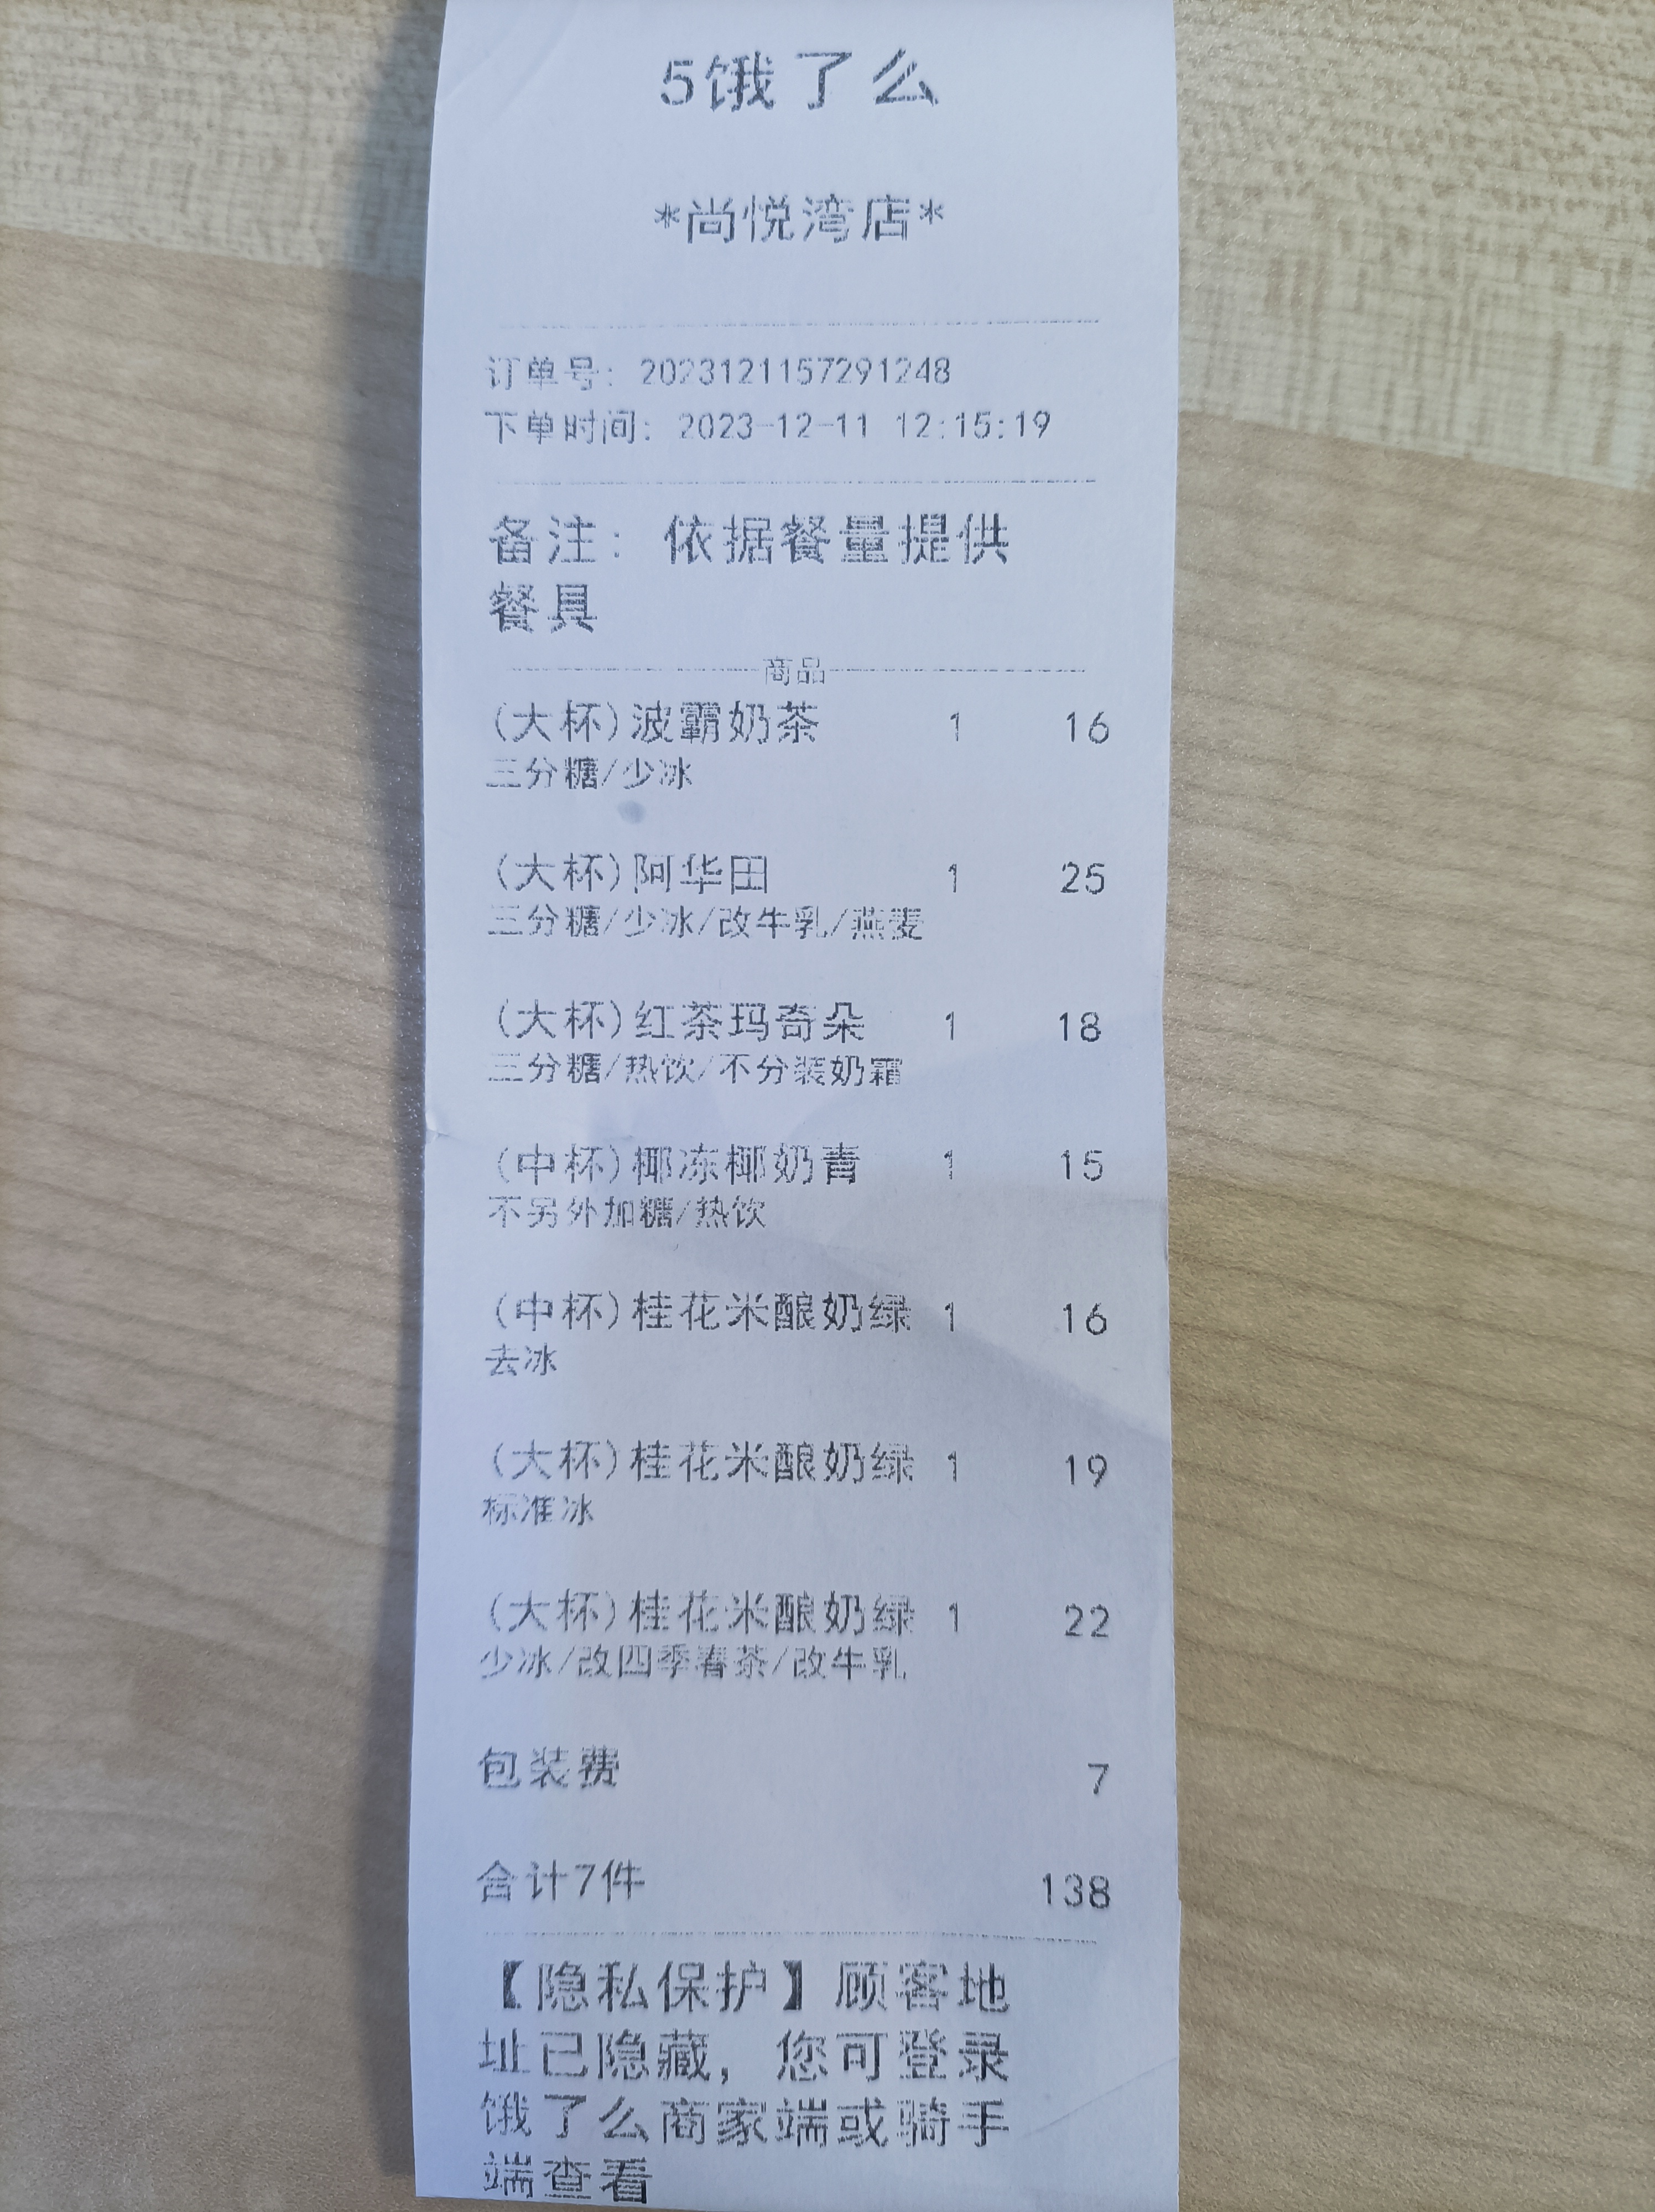 5饿了么
*尚悦湾店*
订单号: 2023121157291248
下单时间: 2023-12-11 12:15:19
备注: 依据餐量提供
餐具
商品
(大杯)波霸奶茶 1 16
三分糖/少冰
(大杯)阿华田 1 25
三分糖/少冰/改牛乳/燕麦
(大杯)红茶玛奇朵 1 18
三分糖/热饮/不分装奶霜
(中杯)椰冻椰奶青 1 15
不另外加糖/热饮
(中杯)桂花米酿奶绿 1 16
去冰
(大杯)桂花米酿奶绿 1 19
标准冰
(大杯)桂花米酿奶绿 1 22
少冰/改四季春茶/改牛乳
包装费 7
合计7件 138
【隐私保护】顾客地
址已隐藏，您可登录
饿了么商家端或骑手
端查看